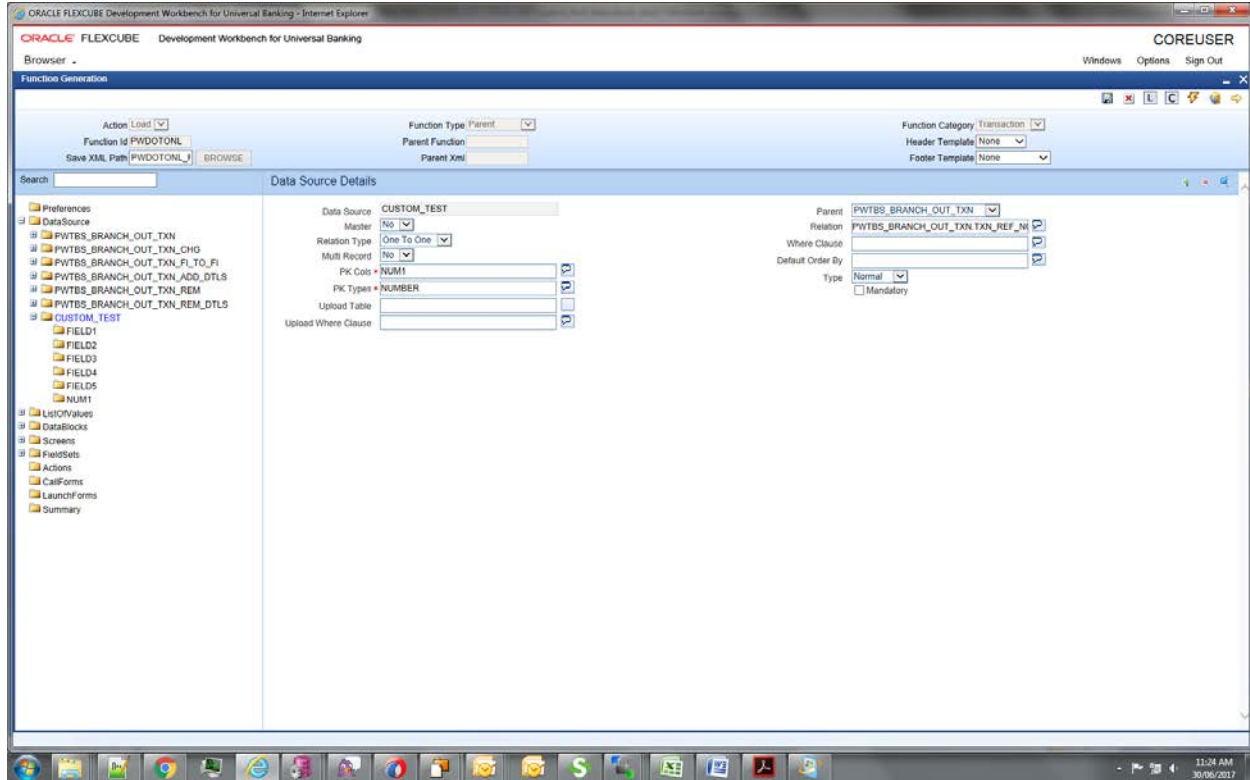 ORACLE FLEXCUBE Development Workbench for Universal Banking - Internet Explorer
ORACLE FLEXCUBE Development Workbench for Universal Banking
COREUSER
Browser
Windows Options Sign Out
Function Generation
L C
Action Load Function Type Parent Function Category Transaction
Function Id PWDOTONL Parent Function Header Template None
Save XML Path PWDOTONL_ BROWSE Parent Xml Footer Template None
Search
Data Source Details
Preferences
DataSource
PWTBS_BRANCH_OUT_TXN
PWTBS_BRANCH_OUT_TXN_CHG
PWTBS_BRANCH_OUT_TXN_FI_TO_FI
PWTBS_BRANCH_OUT_TXN_ADD_DTLS
PWTBS_BRANCH_OUT_TXN_REM
PWTBS_BRANCH_OUT_TXN_REM_DTLS
CUSTOM_TEST
FIELD1
FIELD2
FIELD3
FIELD4
FIELD5
NUM1
ListOfValues
DataBlocks
Screens
FieldSets
Actions
CallForms
LaunchForms
Summary
Data Source CUSTOM_TEST
Master No
Relation Type One To One
Multi Record No
PK Cols * NUM1
PK Types * NUMBER
Upload Table
Upload Where Clause
Parent PWTBS_BRANCH_OUT_TXN
Relation PWTBS_BRANCH_OUT_TXN.TXN_REF_N
Where Clause
Default Order By
Type Normal
Mandatory
11:24 AM
30/06/2017